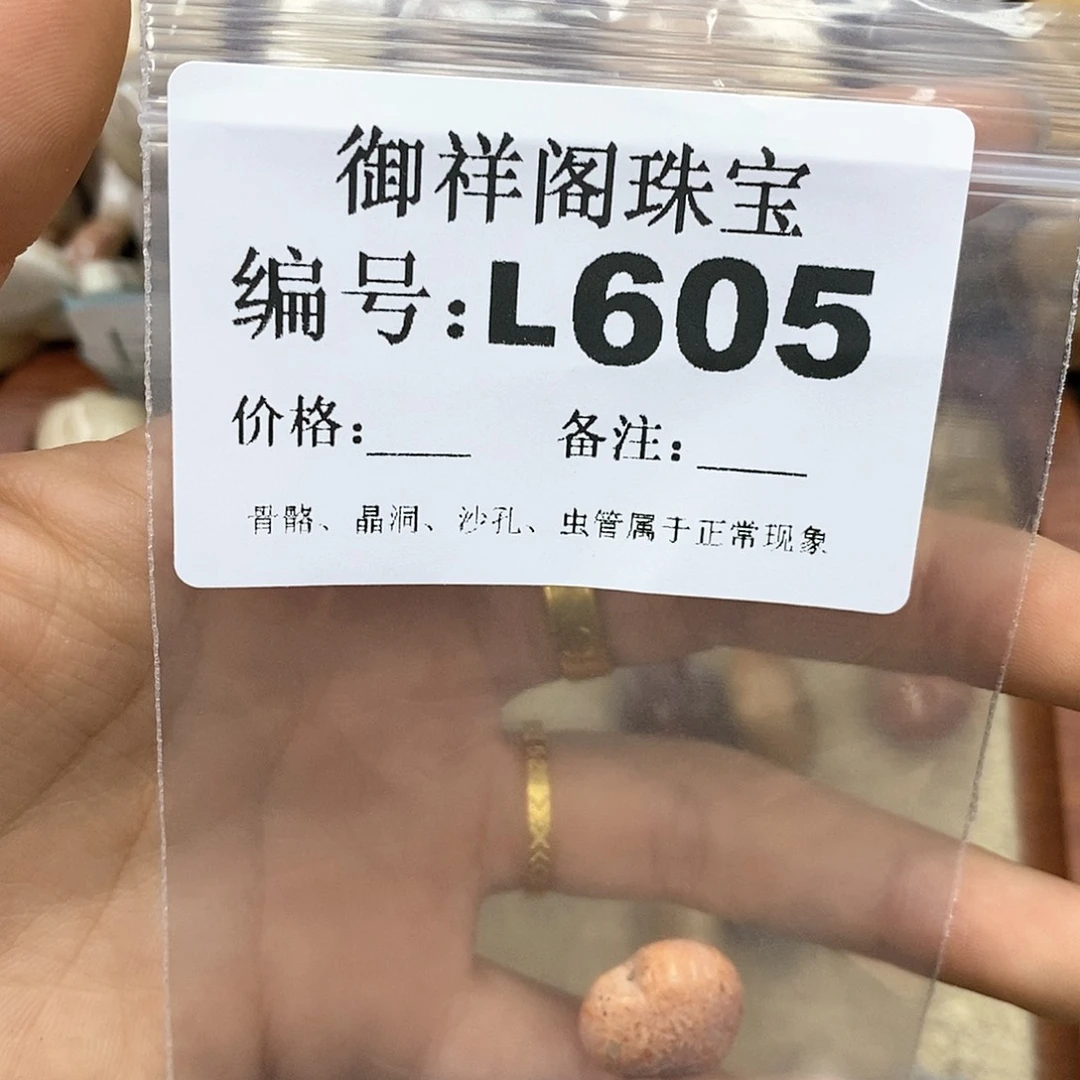 御祥阁珠宝
编号:L605
价格:____ 备注:____
骨骼、晶洞、沙孔、虫管属于正常现象